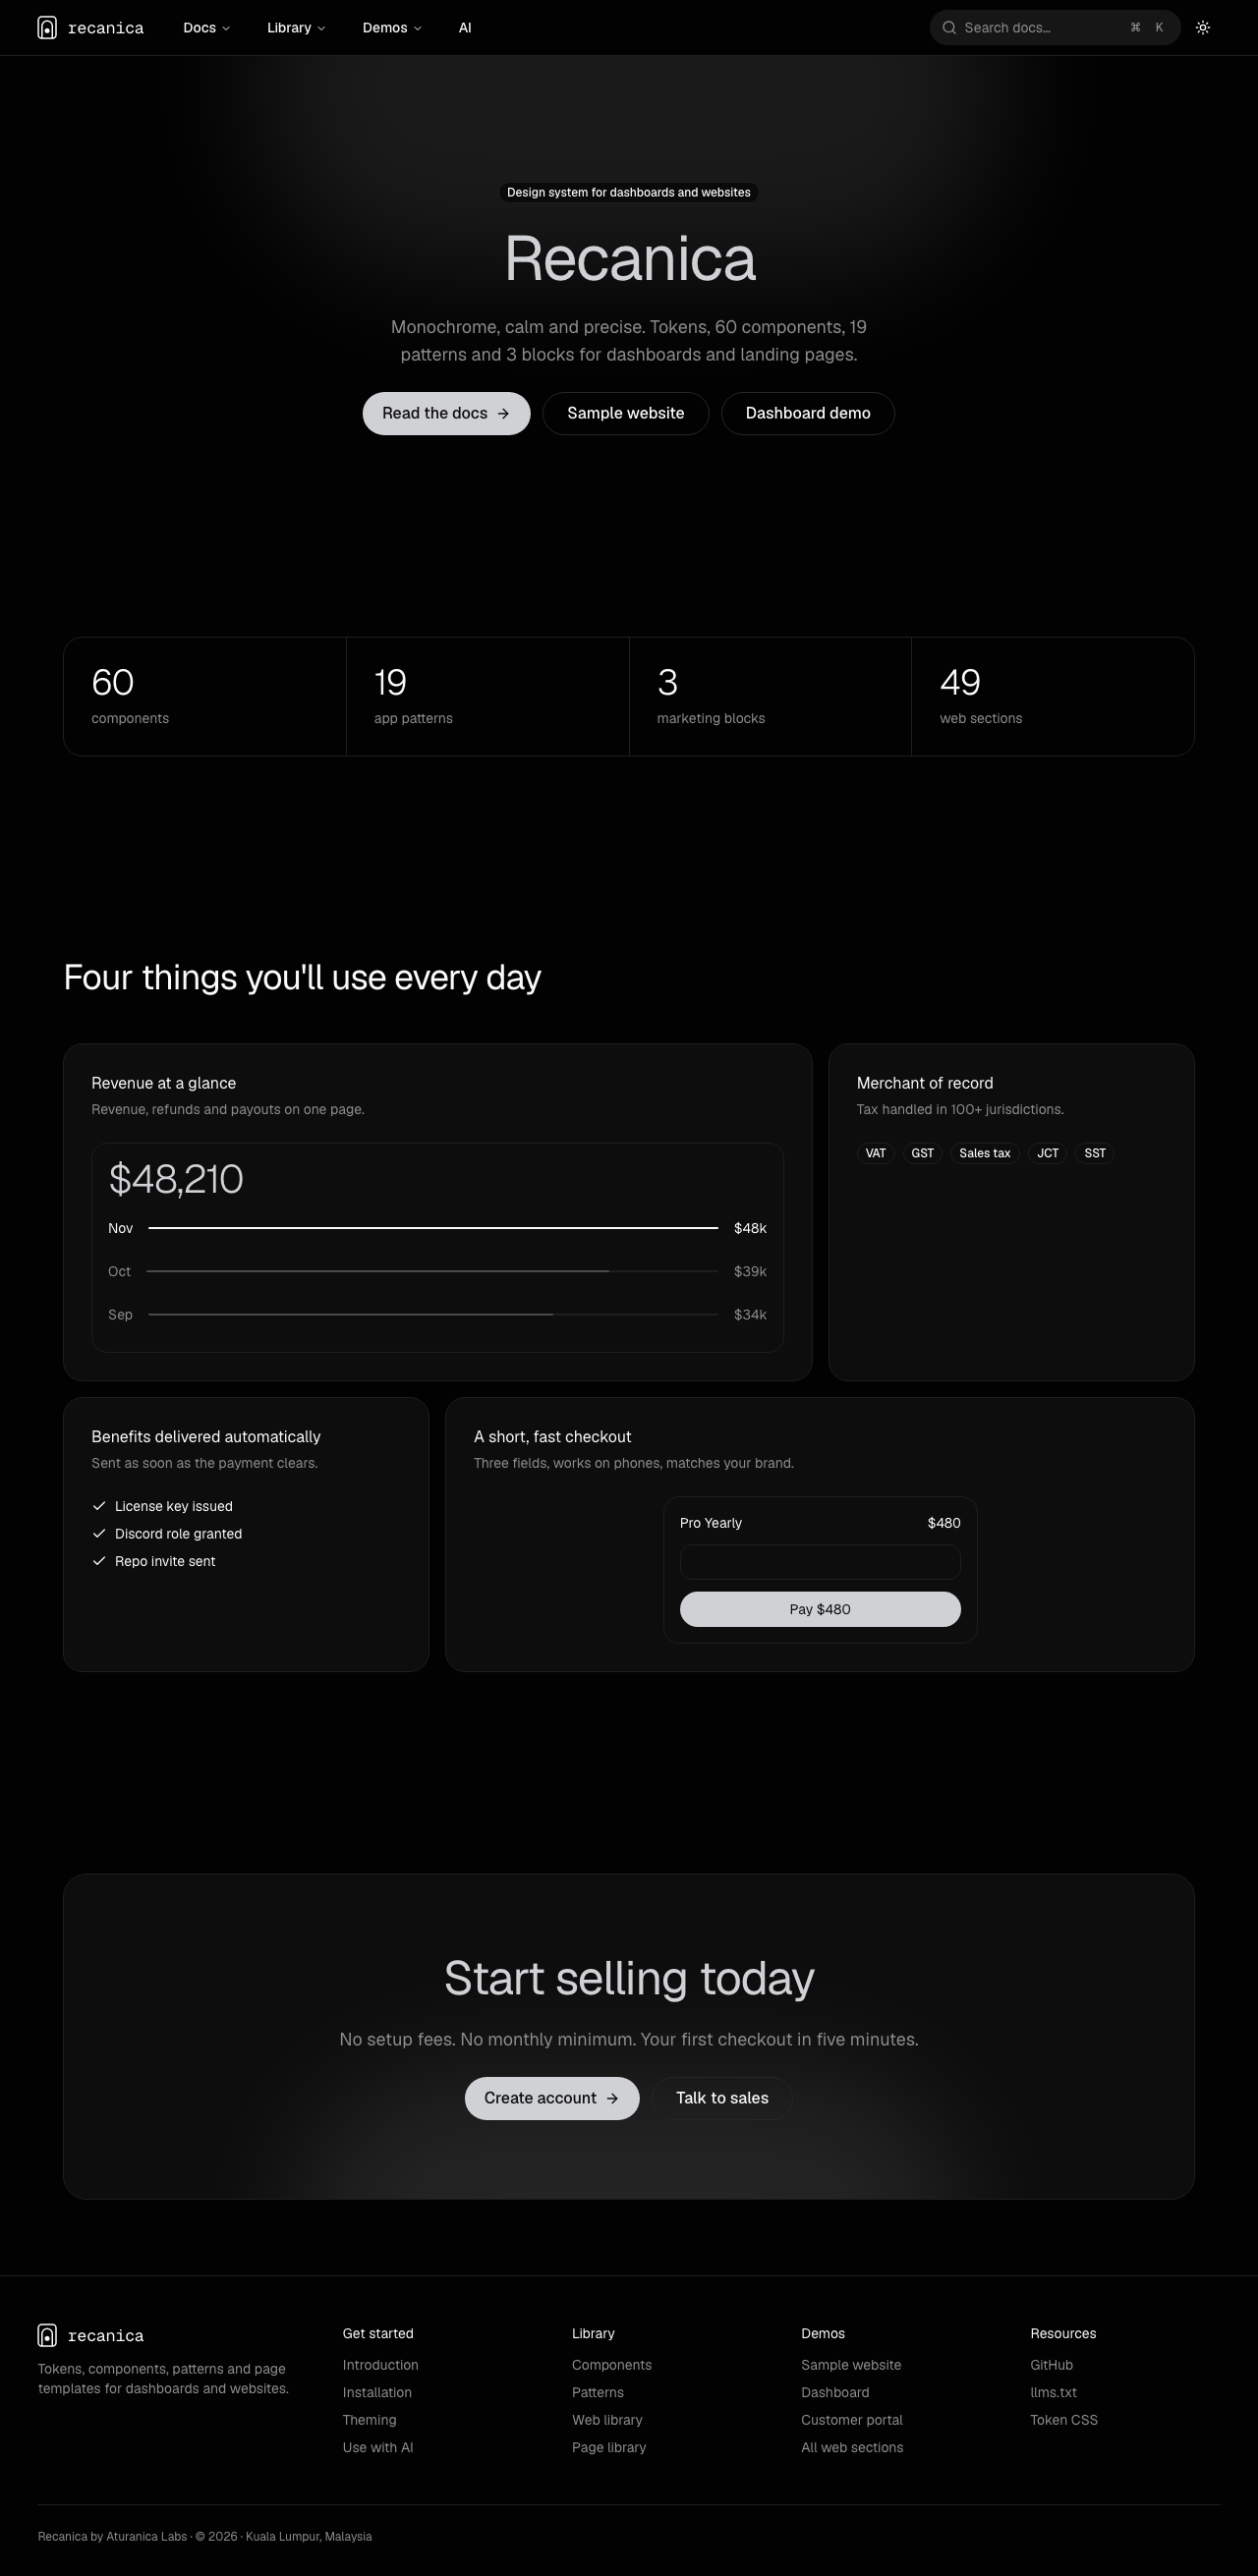 recanica
Docs
Library
Demos
AI
Search docs...
⌘ K
Design system for dashboards and websites
Recanica
Monochrome, calm and precise. Tokens, 60 components, 19
patterns and 3 blocks for dashboards and landing pages.
Read the docs
Sample website
Dashboard demo
60
components
19
app patterns
3
marketing blocks
49
web sections
Four things you'll use every day
Revenue at a glance
Revenue, refunds and payouts on one page.
$48,210
Nov $48k
Oct $39k
Sep $34k
Merchant of record
Tax handled in 100+ jurisdictions.
VAT GST Sales tax JCT SST
Benefits delivered automatically
Sent as soon as the payment clears.
License key issued
Discord role granted
Repo invite sent
A short, fast checkout
Three fields, works on phones, matches your brand.
Pro Yearly $480
Pay $480
Start selling today
No setup fees. No monthly minimum. Your first checkout in five minutes.
Create account
Talk to sales
recanica
Tokens, components, patterns and page
templates for dashboards and websites.
Get started
Introduction
Installation
Theming
Use with AI
Library
Components
Patterns
Web library
Page library
Demos
Sample website
Dashboard
Customer portal
All web sections
Resources
GitHub
llms.txt
Token CSS
Recanica by Aturanica Labs · © 2026 · Kuala Lumpur, Malaysia